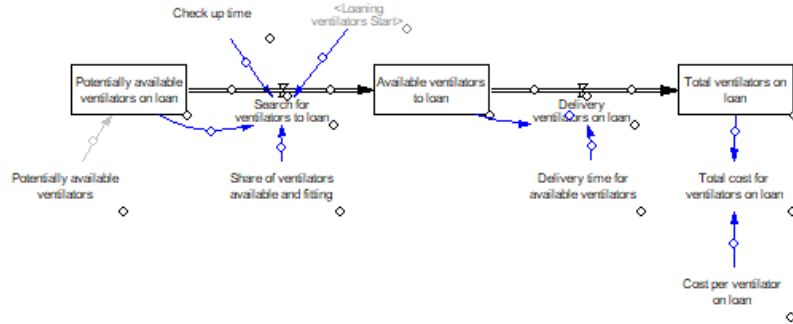 Check up time
<Loaning
ventilators Start>
Potentially available
ventilators on loan
Search for
ventilators to loan
Available ventilators
to loan
Delivery
ventilators on loan
Total ventilators on
loan
Potentially available
ventilators
Share of ventilators
available and fitting
Delivery time for
available ventilators
Total cost for
ventilators on loan
Cost per ventilator
on loan